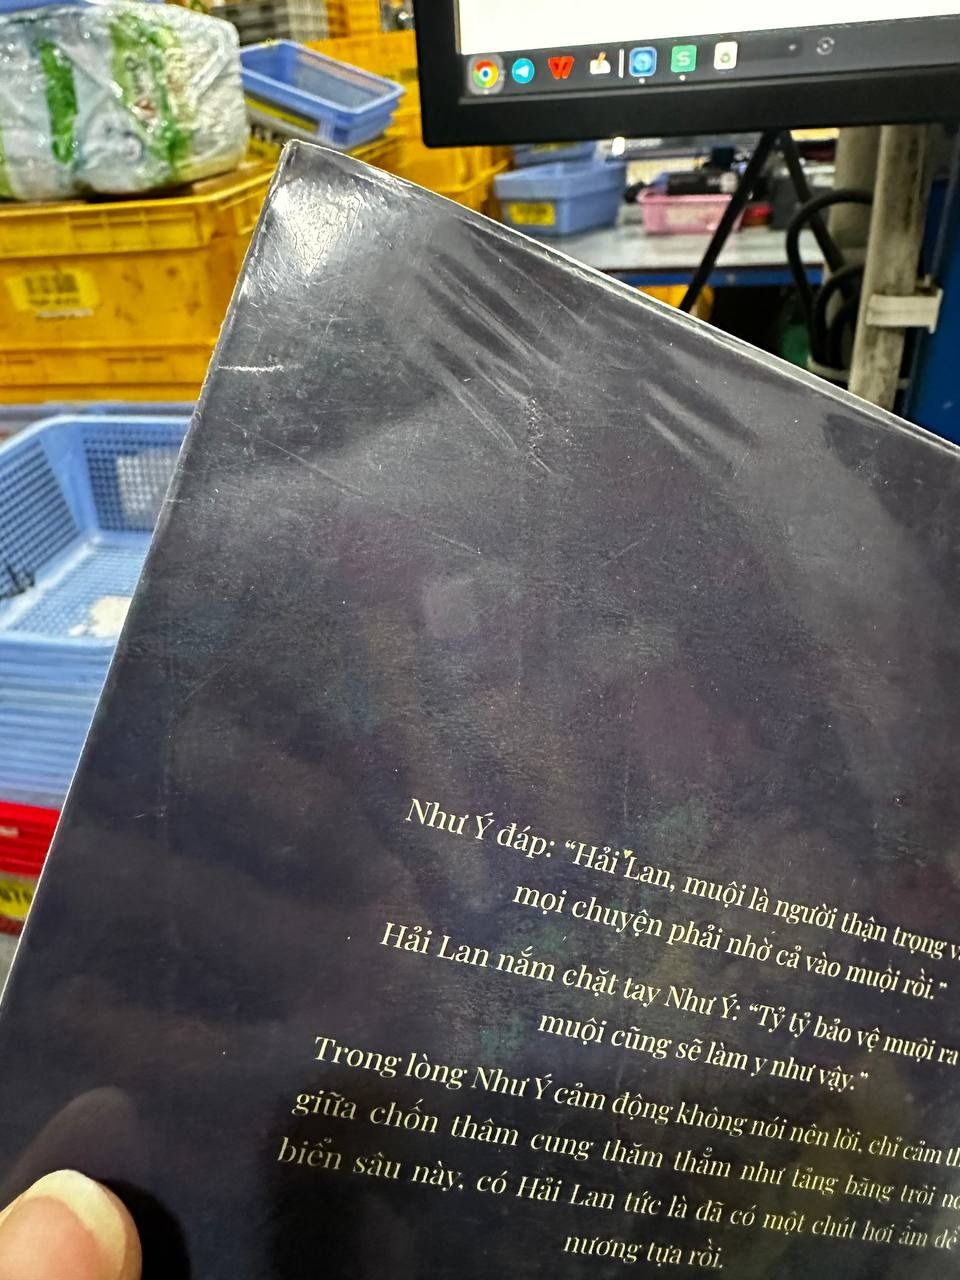 Như Ý đáp: “Hải Lan, muội là người thận trọng
mọi chuyện phải nhờ cả vào muội rồi.”
Hải Lan nắm chặt tay Như Ý: “Tỷ tỷ bảo vệ muội ra
muội cũng sẽ làm y như vậy.”
Trong lòng Như Ý cảm động không nói nên lời, chỉ cảm
giữa chốn thâm cung thăm thẳm như tảng băng trôi
biển sâu này, có Hải Lan tức là đã có một chút hơi ấm để
nương tựa rồi.